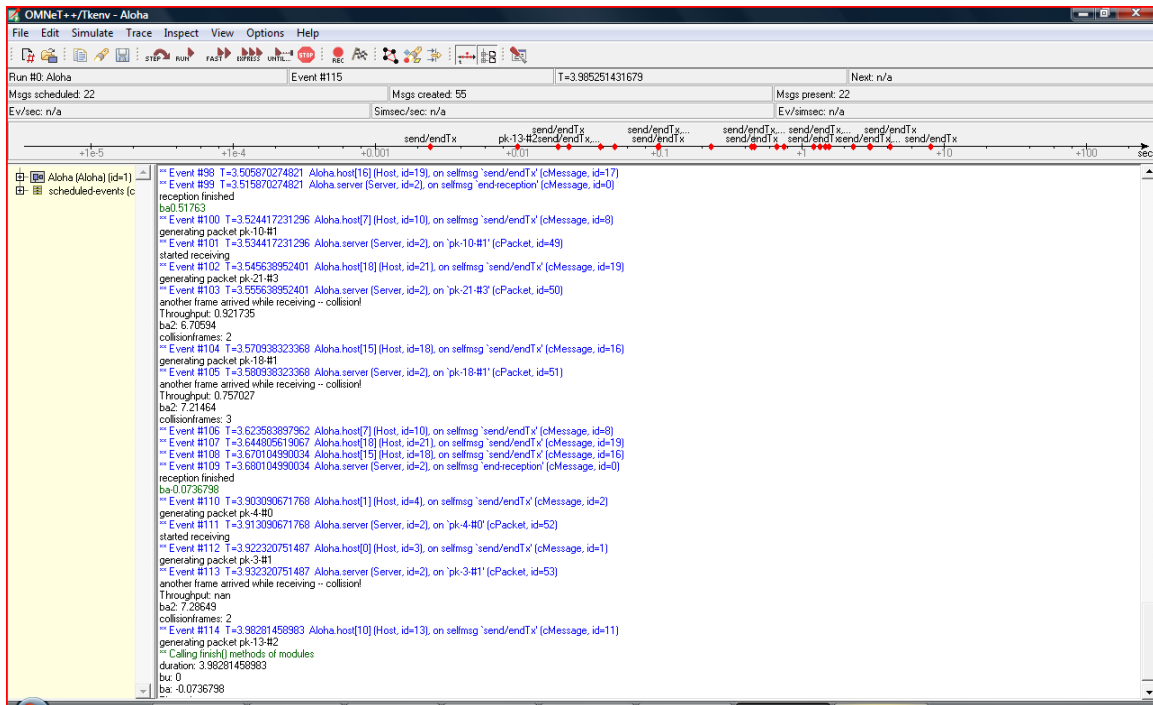 OMNeT++/Tkenv - Aloha
File Edit Simulate Trace Inspect View Options Help
STEP RUN FAST EXPRESS UNTIL... STOP REC
Run #0: Aloha Event #115 T=3.985251431679 Next: n/a
Msgs scheduled: 22 Msgs created: 55 Msgs present: 22
Ev/sec: n/a Simsec/sec: n/a Ev/simsec: n/a
send/endTx send/endTx,... send/endTx,... send/endTx,... send/endTx
send/endTx pk-13-#2send/endTx,... send/endTx send/endTx send/endTxsend/endTx,... send/endTx
+1e-5 +1e-4 +0.001 +0.01 +0.1 +1 +10 +100 sec
Aloha (Aloha) (id=1)
scheduled-events (c
** Event #98 T=3.505870274821 Aloha.host[16] (Host, id=19), on selfmsg `send/endTx' (cMessage, id=17)
** Event #99 T=3.515870274821 Aloha.server (Server, id=2), on selfmsg `end-reception' (cMessage, id=0)
reception finished
ba0.51763
** Event #100 T=3.524417231296 Aloha.host[7] (Host, id=10), on selfmsg `send/endTx' (cMessage, id=8)
generating packet pk-10-#1
** Event #101 T=3.534417231296 Aloha.server (Server, id=2), on `pk-10-#1' (cPacket, id=49)
started receiving
** Event #102 T=3.545638952401 Aloha.host[18] (Host, id=21), on selfmsg `send/endTx' (cMessage, id=19)
generating packet pk-21-#3
** Event #103 T=3.555638952401 Aloha.server (Server, id=2), on `pk-21-#3' (cPacket, id=50)
another frame arrived while receiving -- collision!
Throughput: 0.921735
ba2: 6.70594
collisionframes: 2
** Event #104 T=3.570938323368 Aloha.host[15] (Host, id=18), on selfmsg `send/endTx' (cMessage, id=16)
generating packet pk-18-#1
** Event #105 T=3.580938323368 Aloha.server (Server, id=2), on `pk-18-#1' (cPacket, id=51)
another frame arrived while receiving -- collision!
Throughput: 0.757027
ba2: 7.21464
collisionframes: 3
** Event #106 T=3.623583897962 Aloha.host[7] (Host, id=10), on selfmsg `send/endTx' (cMessage, id=8)
** Event #107 T=3.644805619067 Aloha.host[18] (Host, id=21), on selfmsg `send/endTx' (cMessage, id=19)
** Event #108 T=3.670104990034 Aloha.host[15] (Host, id=18), on selfmsg `send/endTx' (cMessage, id=16)
** Event #109 T=3.680104990034 Aloha.server (Server, id=2), on selfmsg `end-reception' (cMessage, id=0)
reception finished
ba-0.0736798
** Event #110 T=3.903090671768 Aloha.host[1] (Host, id=4), on selfmsg `send/endTx' (cMessage, id=2)
generating packet pk-4-#0
** Event #111 T=3.913090671768 Aloha.server (Server, id=2), on `pk-4-#0' (cPacket, id=52)
started receiving
** Event #112 T=3.922320751487 Aloha.host[0] (Host, id=3), on selfmsg `send/endTx' (cMessage, id=1)
generating packet pk-3-#1
** Event #113 T=3.932320751487 Aloha.server (Server, id=2), on `pk-3-#1' (cPacket, id=53)
another frame arrived while receiving -- collision!
Throughput: nan
ba2: 7.28649
collisionframes: 2
** Event #114 T=3.98281458983 Aloha.host[10] (Host, id=13), on selfmsg `send/endTx' (cMessage, id=11)
generating packet pk-13-#2
** Calling finish() methods of modules
duration: 3.98281458983
bu: 0
ba: -0.0736798